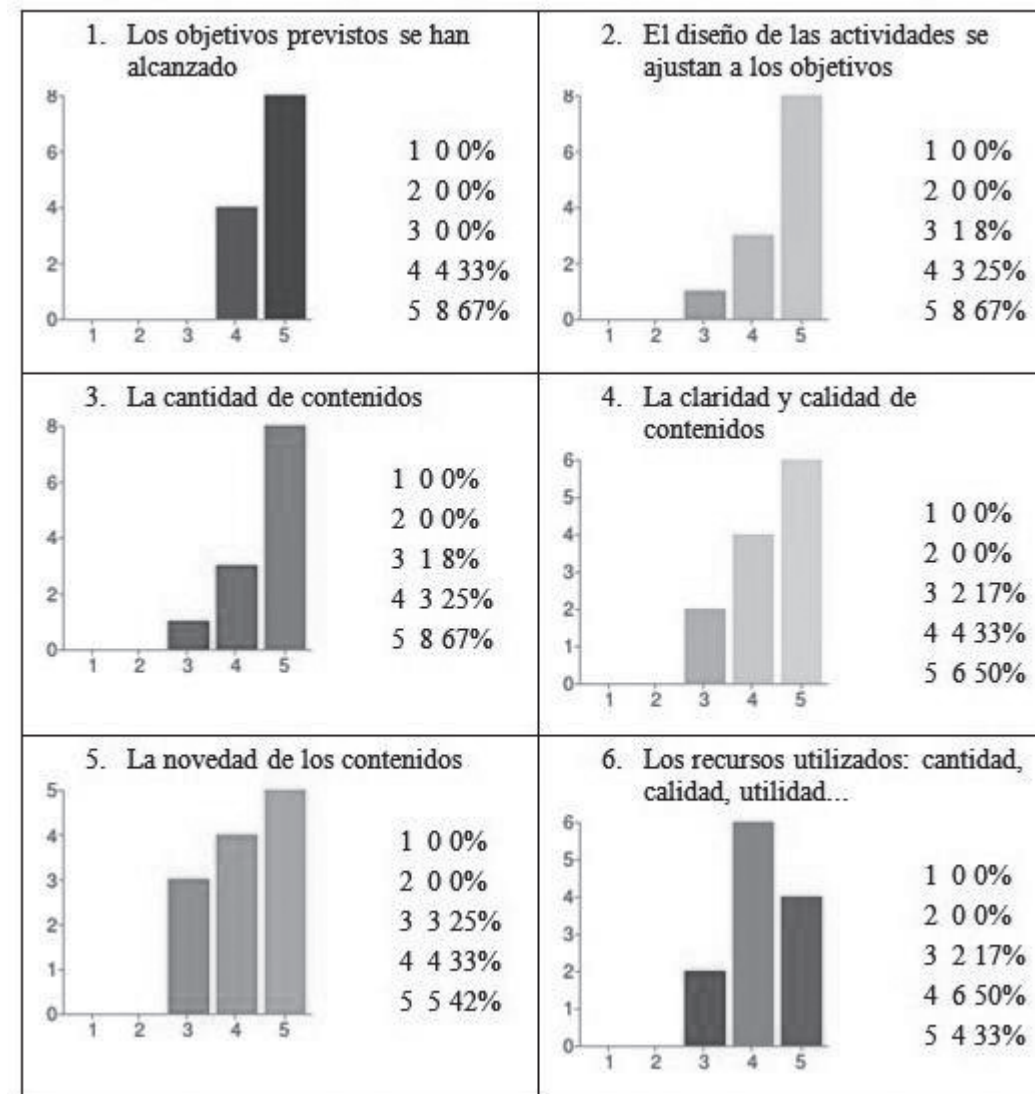 1. Los objetivos previstos se han
alcanzado
8
6
4
2
0
1 2 3 4 5
1 0 0%
2 0 0%
3 0 0%
4 4 33%
5 8 67%
2. El diseño de las actividades se
ajustan a los objetivos
8
6
4
2
0
1 2 3 4 5
1 0 0%
2 0 0%
3 1 8%
4 3 25%
5 8 67%
3. La cantidad de contenidos
8
6
4
2
0
1 2 3 4 5
1 0 0%
2 0 0%
3 1 8%
4 3 25%
5 8 67%
4. La claridad y calidad de
contenidos
6
5
4
3
2
1
0
1 2 3 4 5
1 0 0%
2 0 0%
3 2 17%
4 4 33%
5 6 50%
5. La novedad de los contenidos
5
4
3
2
1
0
1 2 3 4 5
1 0 0%
2 0 0%
3 3 25%
4 4 33%
5 5 42%
6. Los recursos utilizados: cantidad,
calidad, utilidad...
6
5
4
3
2
1
0
1 2 3 4 5
1 0 0%
2 0 0%
3 2 17%
4 6 50%
5 4 33%